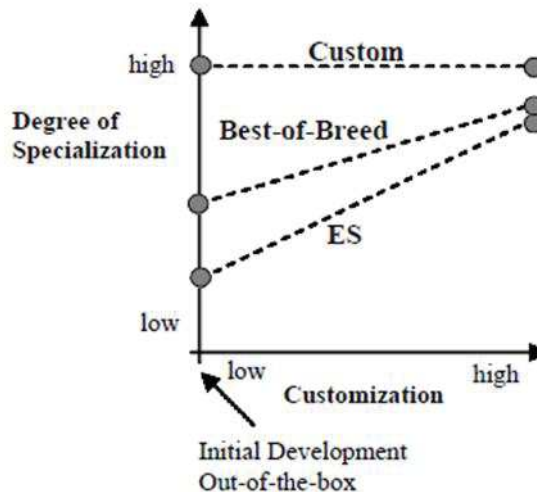 high
Custom
Degree of
Specialization
Best-of-Breed
ES
low
low
high
Customization
Initial Development
Out-of-the-box